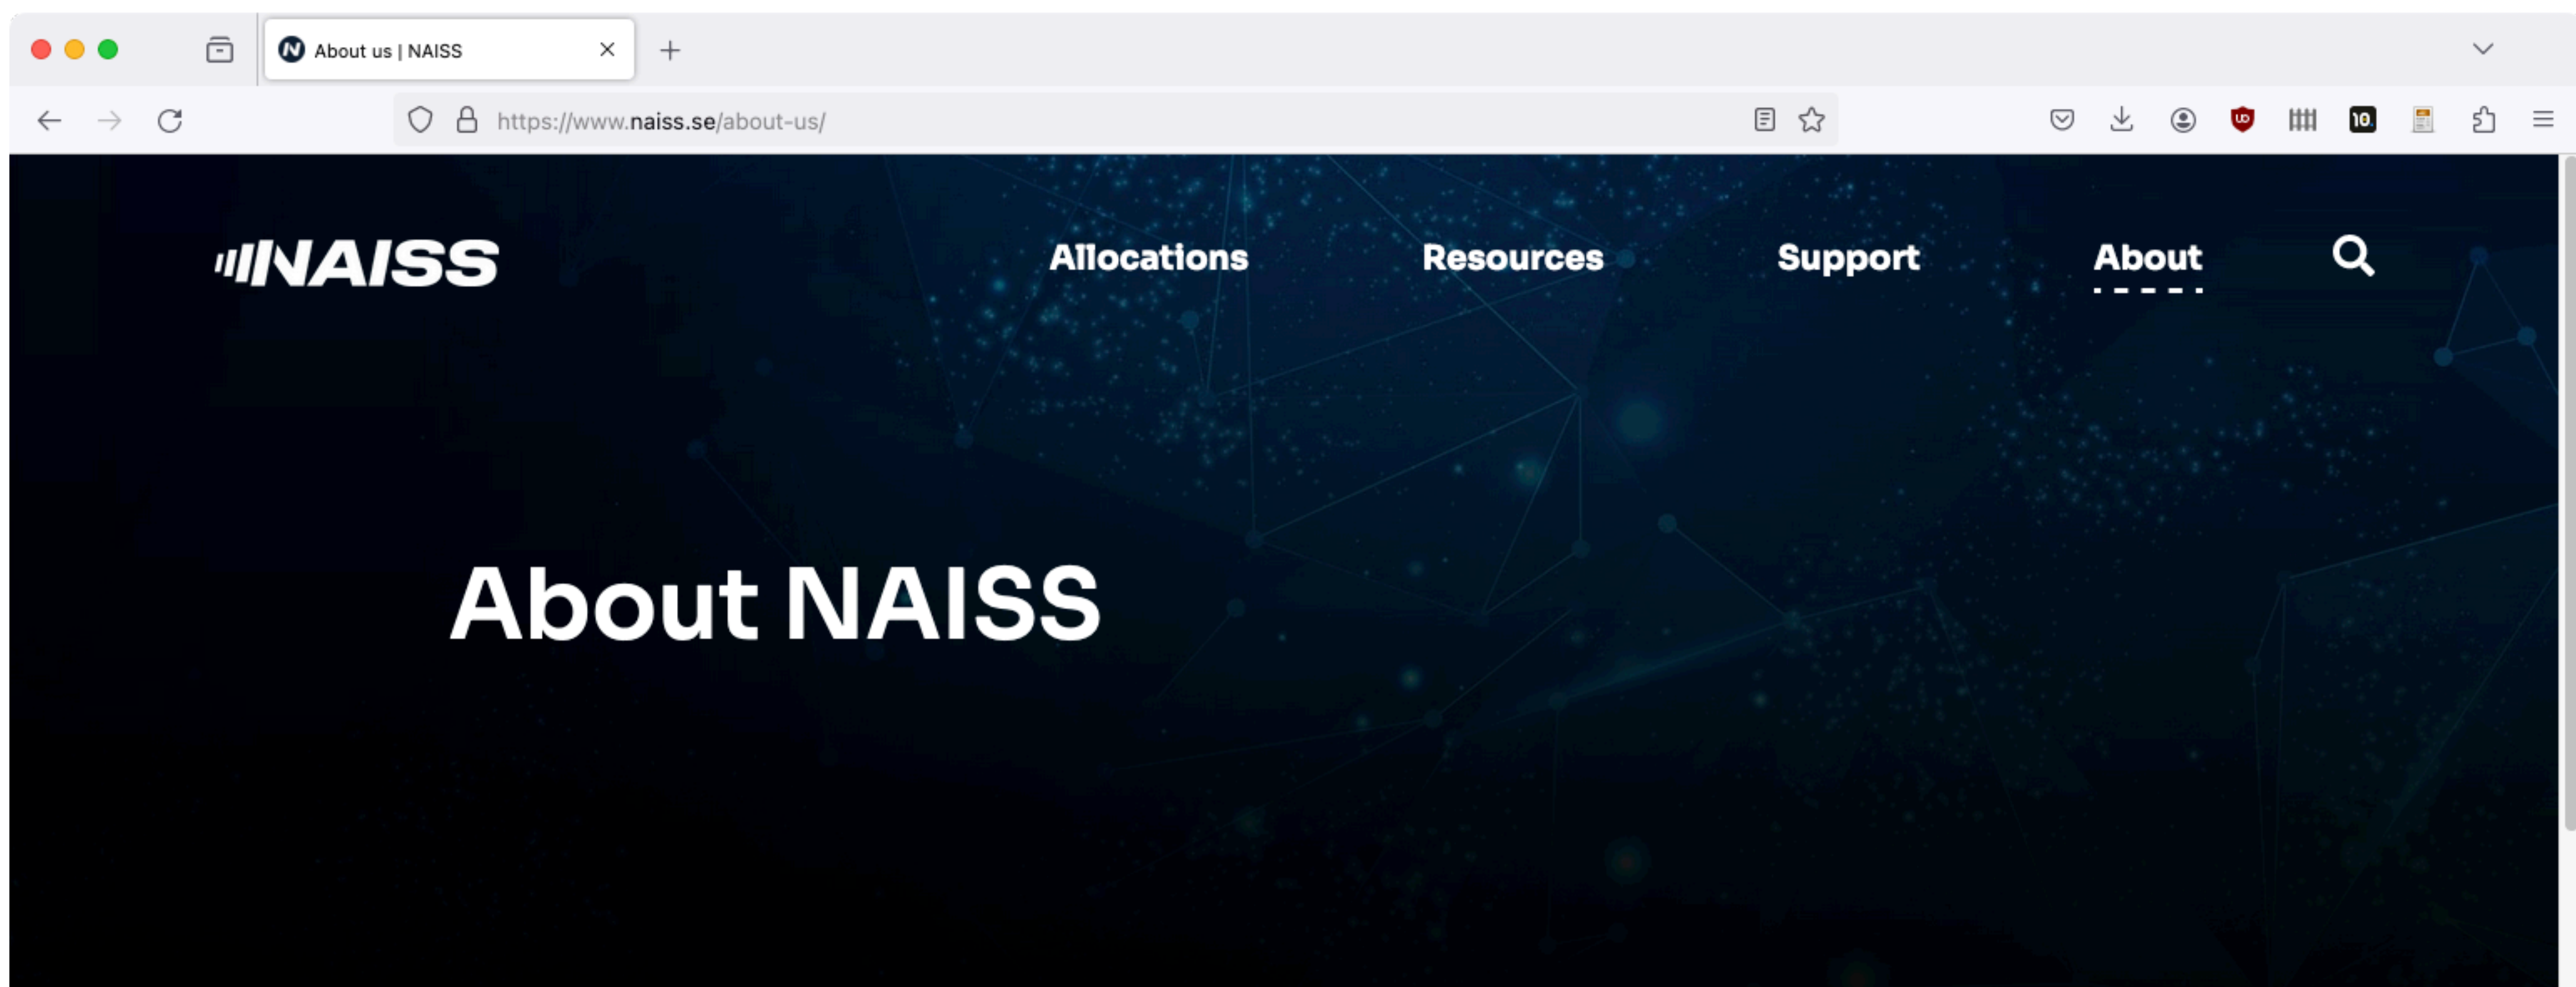 About us | NAISS
https://www.naiss.se/about-us/
NAISS
Allocations Resources Support About
About NAISS